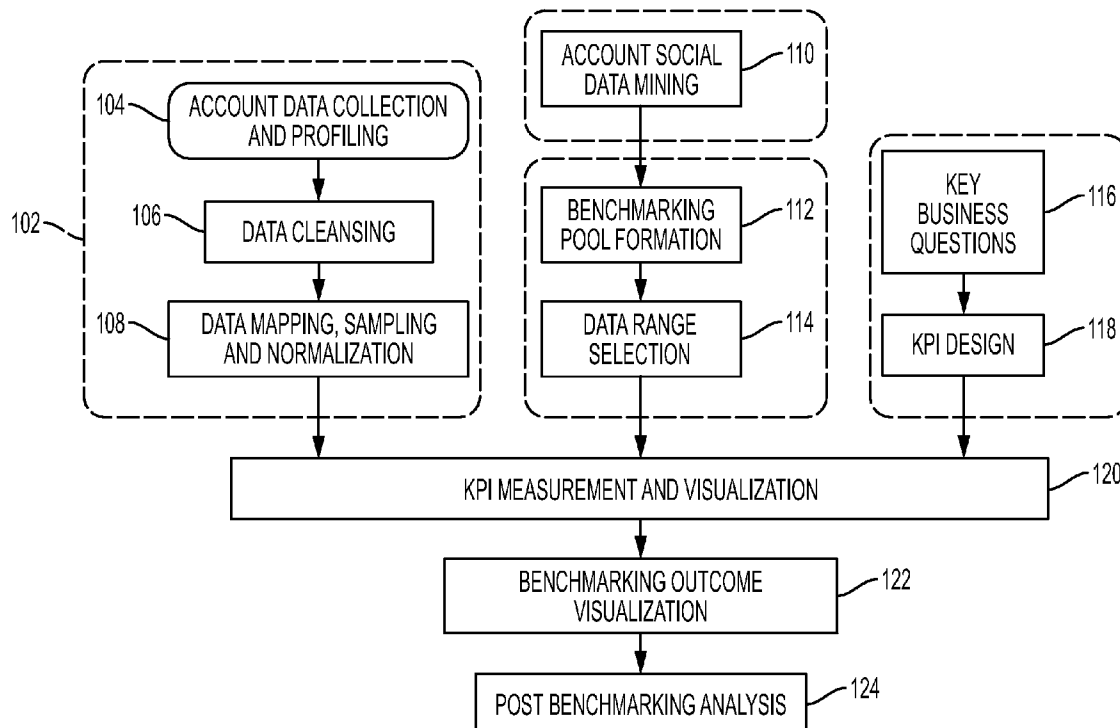 102
104
ACCOUNT DATA COLLECTION
AND PROFILING
106
DATA CLEANSING
108
DATA MAPPING, SAMPLING
AND NORMALIZATION
ACCOUNT SOCIAL
DATA MINING
110
BENCHMARKING
POOL FORMATION
112
DATA RANGE
SELECTION
114
KEY
BUSINESS
QUESTIONS
116
KPI DESIGN
118
KPI MEASUREMENT AND VISUALIZATION
120
BENCHMARKING OUTCOME
VISUALIZATION
122
POST BENCHMARKING ANALYSIS
124